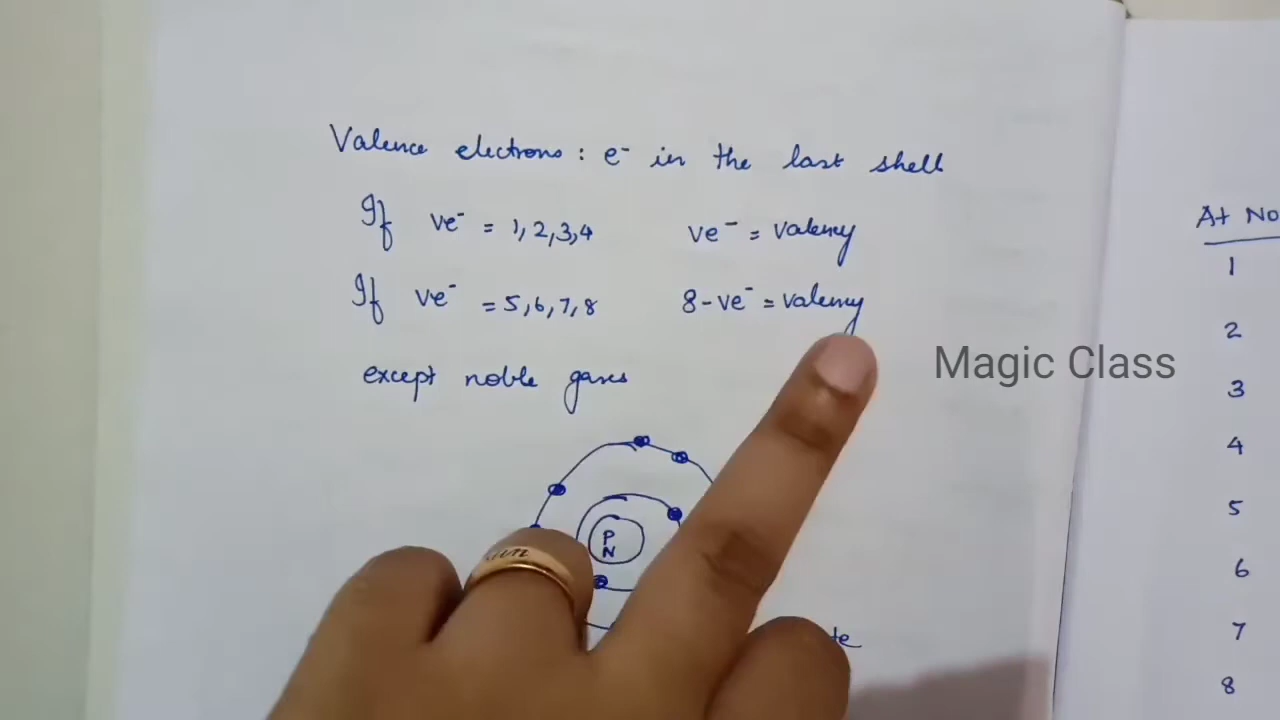 Valence electrons : e⁻ in the last shell
If ve⁻ = 1,2,3,4 ve⁻ = valency
If ve⁻ = 5,6,7,8 8-ve⁻ = valency
except noble gases
Magic Class
P
N
At No
1
2
3
4
5
6
7
8